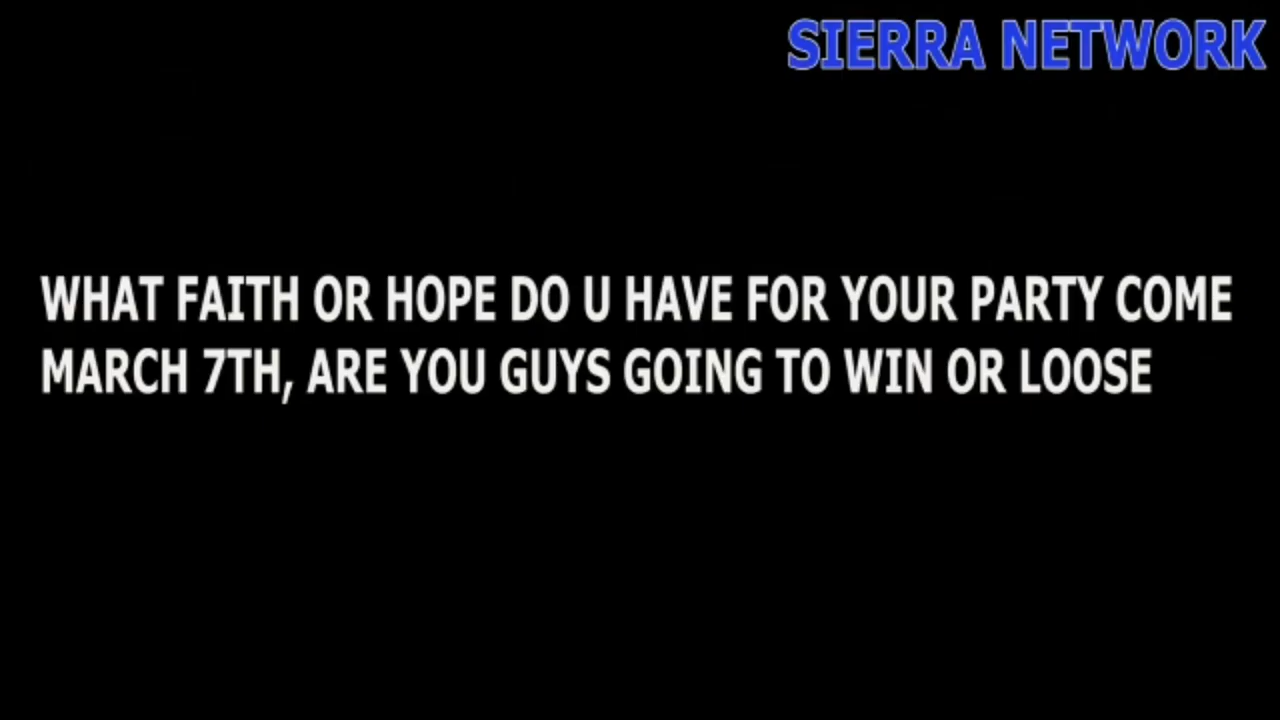 SIERRA NETWORK
WHAT FAITH OR HOPE DO U HAVE FOR YOUR PARTY COME
MARCH 7TH, ARE YOU GUYS GOING TO WIN OR LOOSE